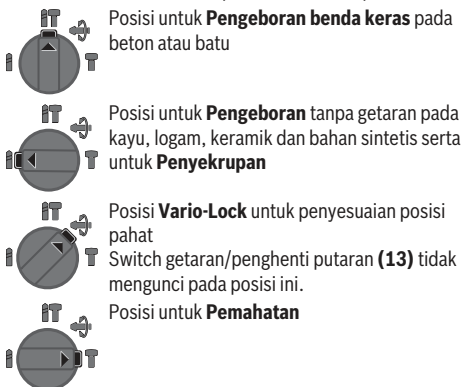 Posisi untuk Pengeboran benda keras pada
beton atau batu
Posisi untuk Pengeboran tanpa getaran pada
kayu, logam, keramik dan bahan sintetis serta
untuk Penyekrupan
Posisi Vario-Lock untuk penyesuaian posisi
pahat
Switch getaran/penghenti putaran (13) tidak
mengunci pada posisi ini.
Posisi untuk Pemahatan